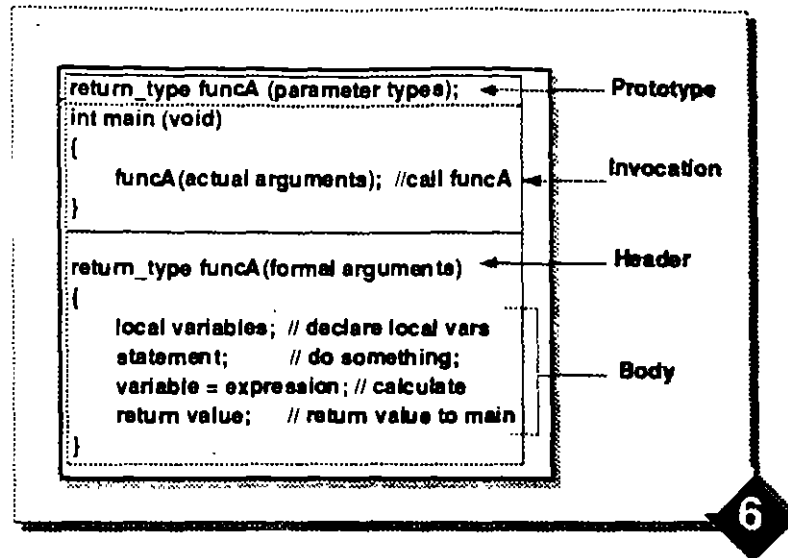 return_type funcA (parameter types);
Prototype
int main (void)
{
funcA(actual arguments); //call funcA
Invocation
}
return_type funcA(formal arguments)
Header
{
local variables; // declare local vars
statement; // do something;
variable = expression; // calculate
Body
return value; // return value to main
}
6